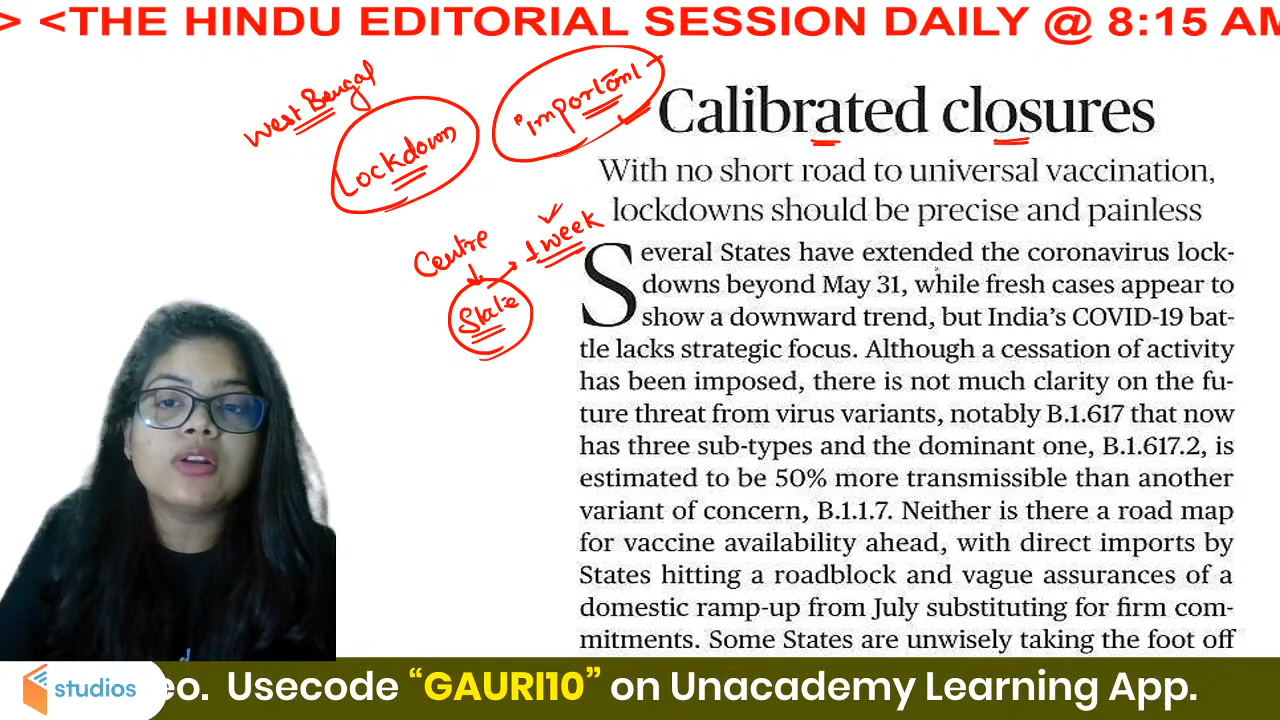 > <THE HINDU EDITORIAL SESSION DAILY @ 8:15 AM
West Bengal
Lockdown
"important
Centre
State
1 week
Calibrated closures
With no short road to universal vaccination,
lockdowns should be precise and painless
Several States have extended the coronavirus lock-
downs beyond May 31, while fresh cases appear to
show a downward trend, but India's COVID-19 bat-
tle lacks strategic focus. Although a cessation of activity
has been imposed, there is not much clarity on the fu-
ture threat from virus variants, notably B.1.617 that now
has three sub-types and the dominant one, B.1.617.2, is
estimated to be 50% more transmissible than another
variant of concern, B.1.1.7. Neither is there a road map
for vaccine availability ahead, with direct imports by
States hitting a roadblock and vague assurances of a
domestic ramp-up from July substituting for firm com-
mitments. Some States are unwisely taking the foot off
studios
eo. Usecode “GAURI10” on Unacademy Learning App.